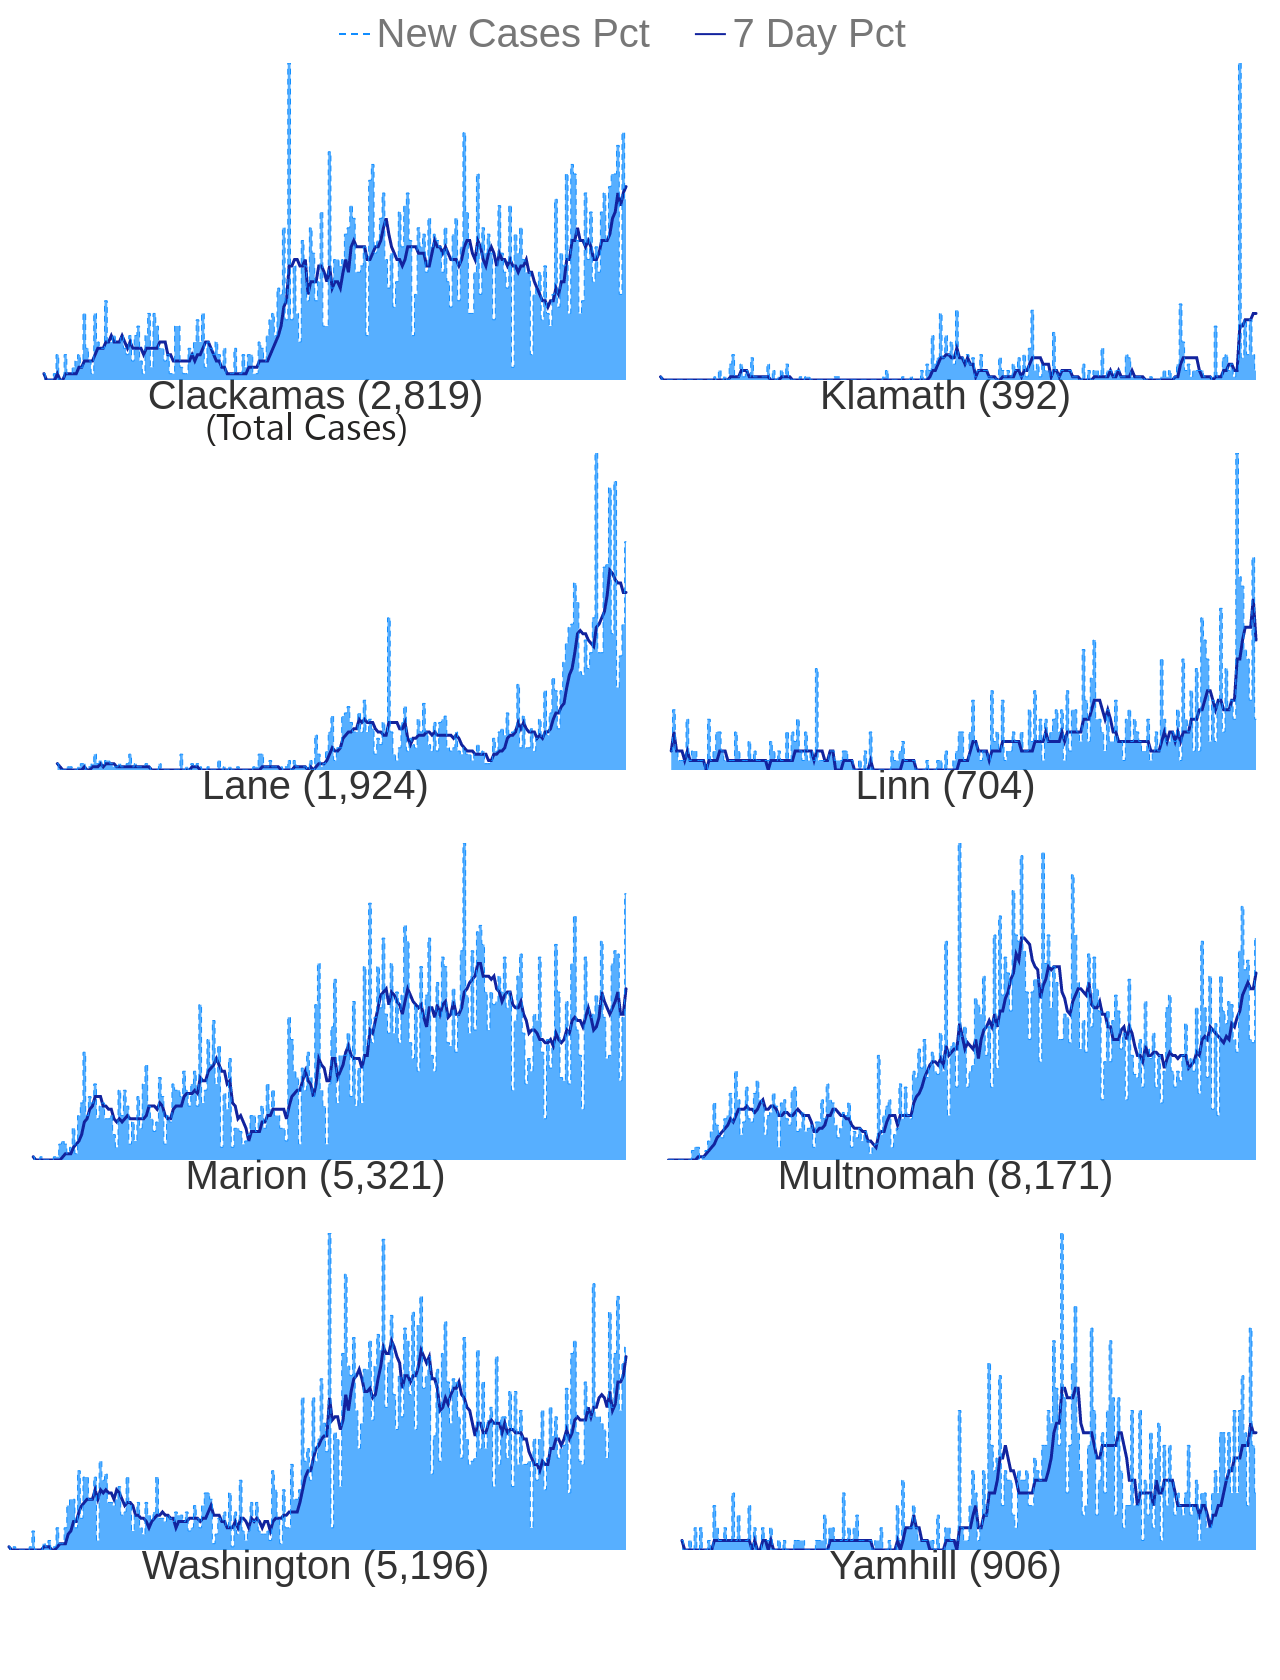 New Cases Pct 7 Day Pct
Clackamas (2,819) Klamath (392)
(Total Cases)
Lane (1,924) Linn (704)
Marion (5,321) Multnomah (8,171)
Washington (5,196) Yamhill (906)